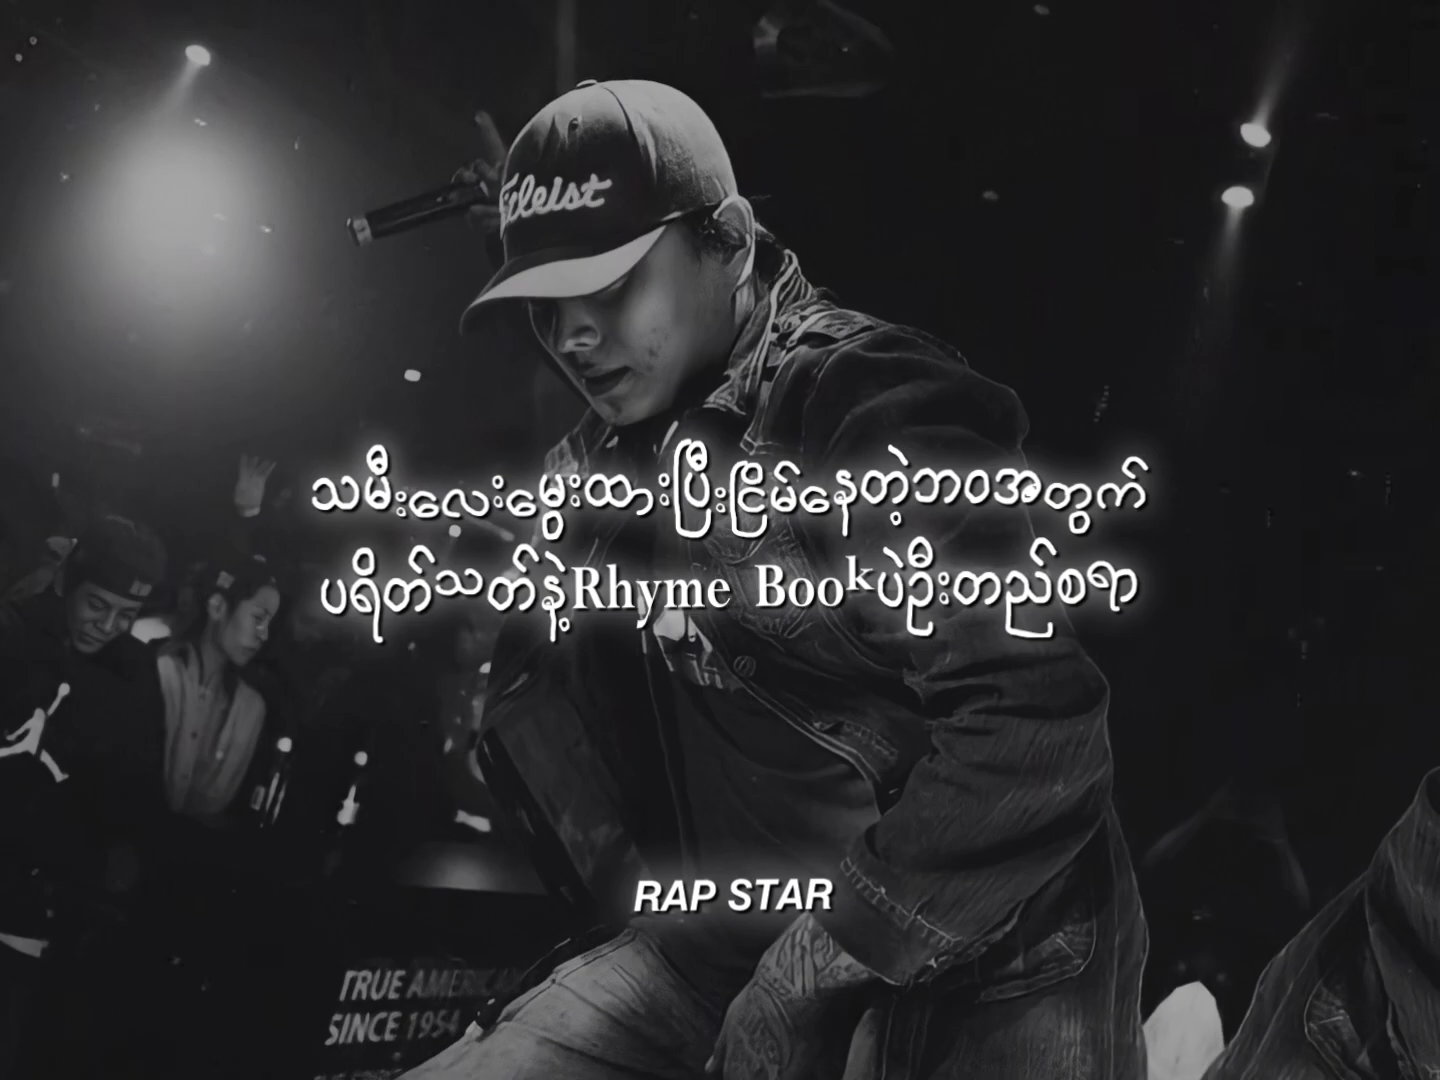 Titleist
သမီးလေးမွေးထားပြီးငြိမ်နေတဲ့ဘဝအတွက်
ပရိတ်သတ်နဲ့Rhyme Bookပဲဦးတည်စရာ
RAP STAR
TRUE AMERICAN
SINCE 1954